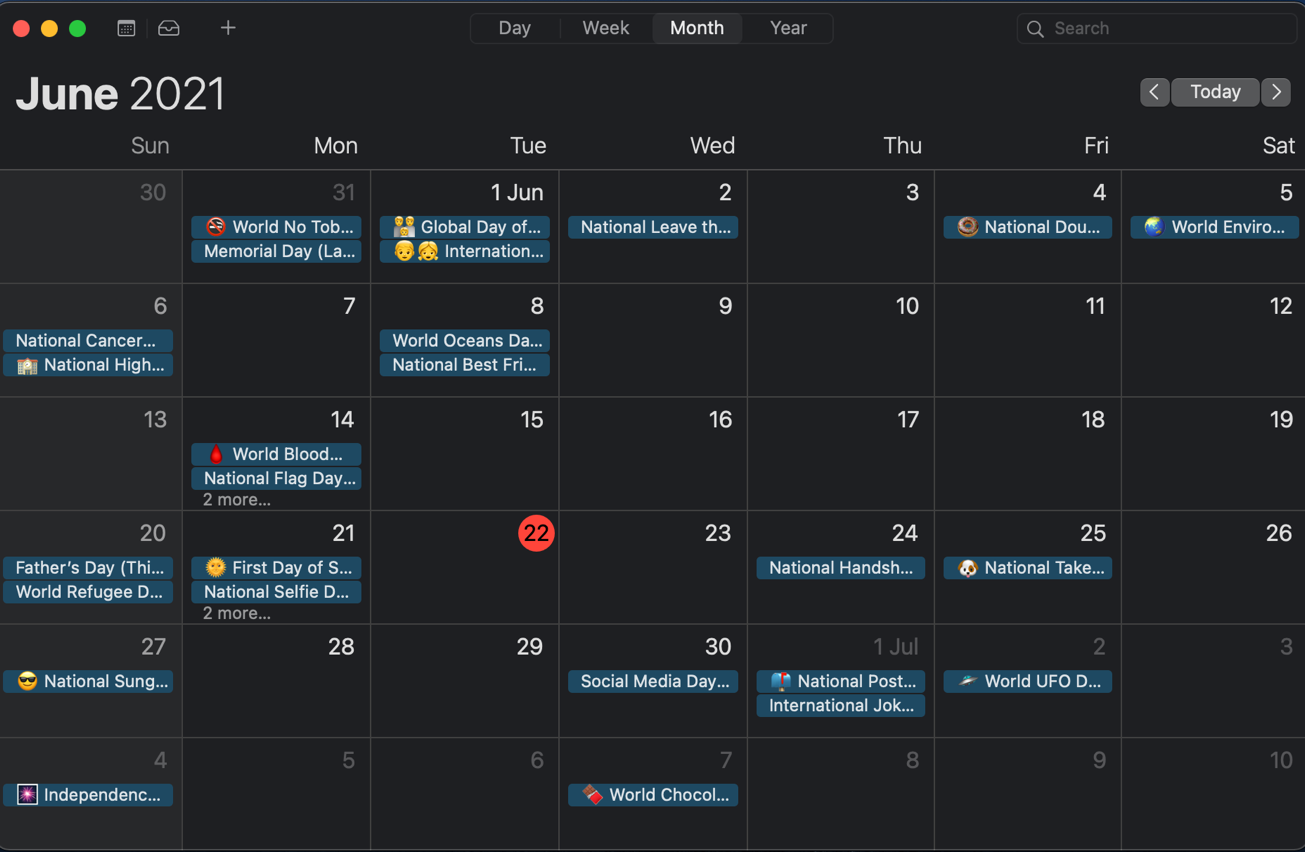 Day Week Month Year Search
June 2021
Today
Sun Mon Tue Wed Thu Fri Sat
30 31 1 Jun 2 3 4 5
World No Tob... Global Day of... National Leave th... National Dou... World Enviro...
Memorial Day (La... Internation...
6 7 8 9 10 11 12
National Cancer... World Oceans Da...
National High... National Best Fri...
13 14 15 16 17 18 19
World Blood...
National Flag Day...
2 more...
20 21 22 23 24 25 26
Father’s Day (Thi... First Day of S... National Handsh... National Take...
World Refugee D... National Selfie D...
2 more...
27 28 29 30 1 Jul 2 3
National Sung... Social Media Day... National Post... World UFO D...
International Jok...
4 5 6 7 8 9 10
Independenc... World Chocol...